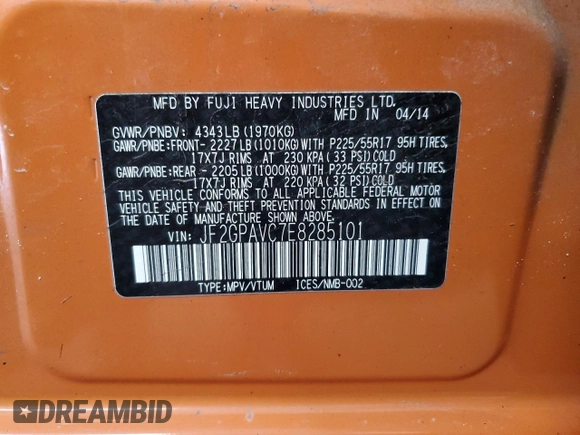 MFD BY FUJI HEAVY INDUSTRIES LTD.
MFD IN 04/14
GVWR/PNBV: 4343LB (1970KG)
GAWR/PNBE:FRONT- 2227LB (1010KG) WITH P225/55R17 95H TIRES,
17X7J RIMS AT 230 KPA (33 PSI) COLD
GAWR/PNBE:REAR - 2205LB (1000KG) WITH P225/55R17 95H TIRES,
17X7J RIMS AT 220 KPA (32 PSI) COLD
THIS VEHICLE CONFORMS TO ALL APPLICABLE FEDERAL MOTOR
VEHICLE SAFETY AND THEFT PREVENTION STANDARDS IN EFFECT
ON THE DATE OF MANUFACTURE SHOWN ABOVE.
VIN: JF2GPAVC7E8285101
TYPE:MPV/VTUM ICES/NMB-002
DREAMBID